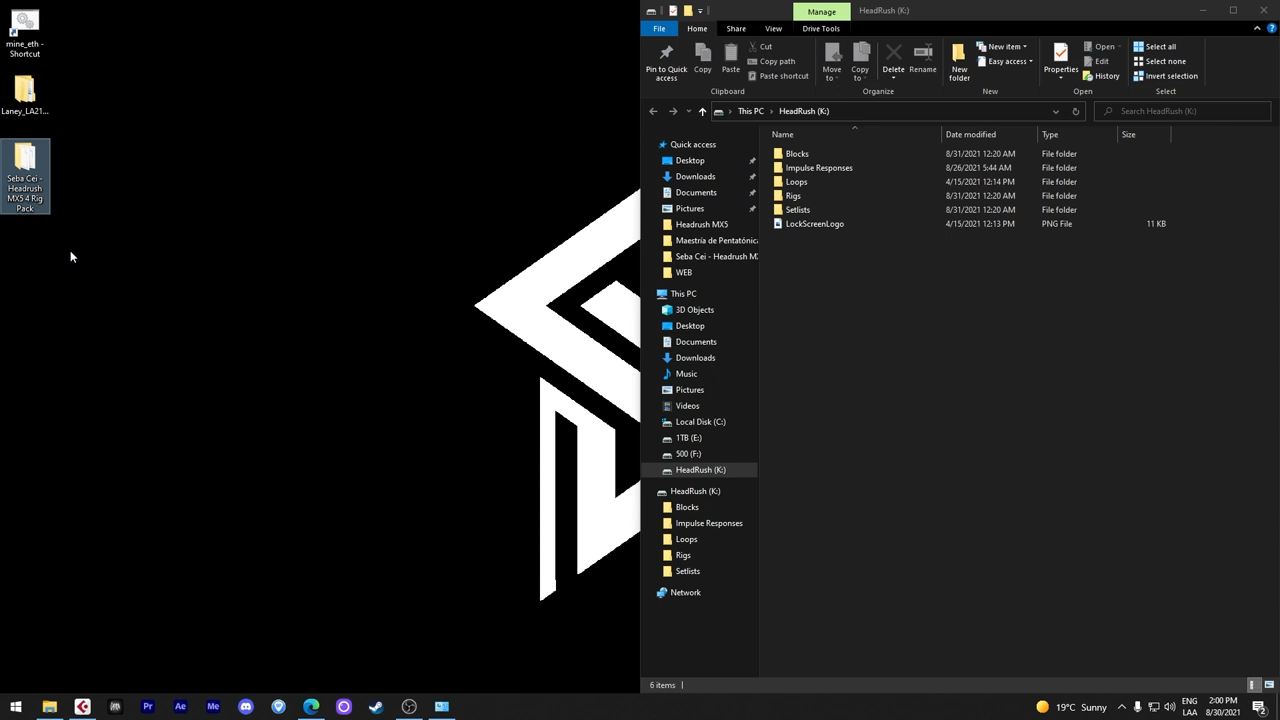 mine_eth -
Shortcut
Laney_LA21...
Seba Cei -
Headrush
MX5 4 Rig
Pack
Manage
HeadRush (K:)
File
Home
Share
View
Drive Tools
Pin to Quick
access
Copy
Paste
Cut
Copy path
Paste shortcut
Clipboard
Move
to
Copy
to
Delete
Rename
Organize
New
folder
New item
Easy access
New
Properties
Open
Edit
History
Open
Select all
Select none
Invert selection
Select
This PC
HeadRush (K:)
Search HeadRush (K:)
Name
Date modified
Type
Size
Blocks 8/31/2021 12:20 AM File folder
Impulse Responses 8/26/2021 5:44 AM File folder
Loops 4/15/2021 12:14 PM File folder
Rigs 8/31/2021 12:20 AM File folder
Setlists 8/31/2021 12:20 AM File folder
LockScreenLogo 4/15/2021 12:13 PM PNG File 11 KB
Quick access
Desktop
Downloads
Documents
Pictures
Headrush MX5
Maestría de Pentatónica
Seba Cei - Headrush MX
WEB
This PC
3D Objects
Desktop
Documents
Downloads
Music
Pictures
Videos
Local Disk (C:)
1TB (E:)
500 (F:)
HeadRush (K:)
HeadRush (K:)
Blocks
Impulse Responses
Loops
Rigs
Setlists
Network
6 items
Pr
Ae
Me
19°C Sunny
ENG
LAA
2:00 PM
8/30/2021
2